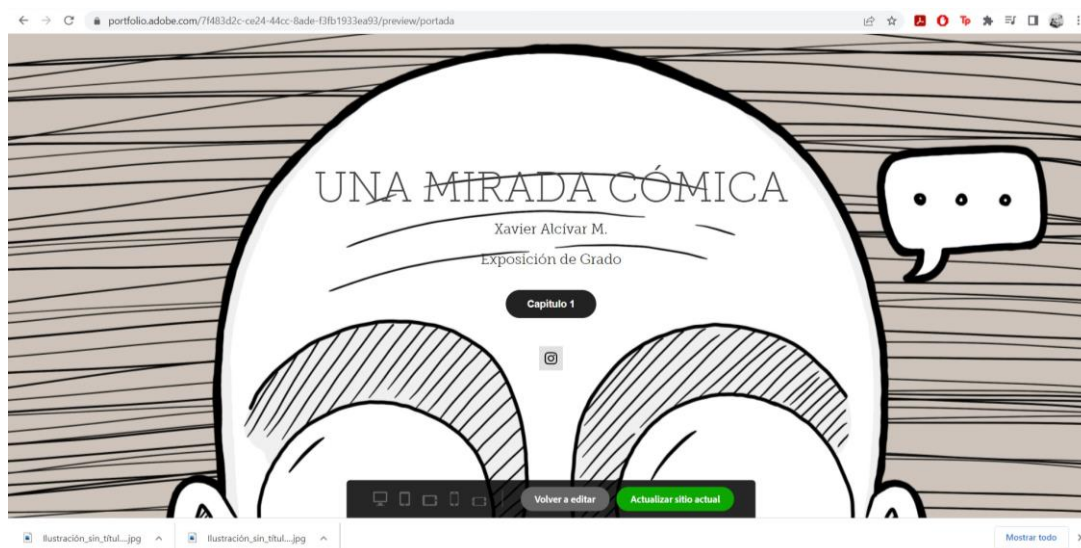 portfolio.adobe.com/7f483d2c-ce24-44cc-8ade-f3fb1933ea93/preview/portada
UNA MIRADA CÓMICA
Xavier Alcívar M.
Exposición de Grado
Capitulo 1
Volver a editar
Actualizar sitio actual
Ilustración_sin_títul....jpg
Ilustración_sin_títul....jpg
Mostrar todo